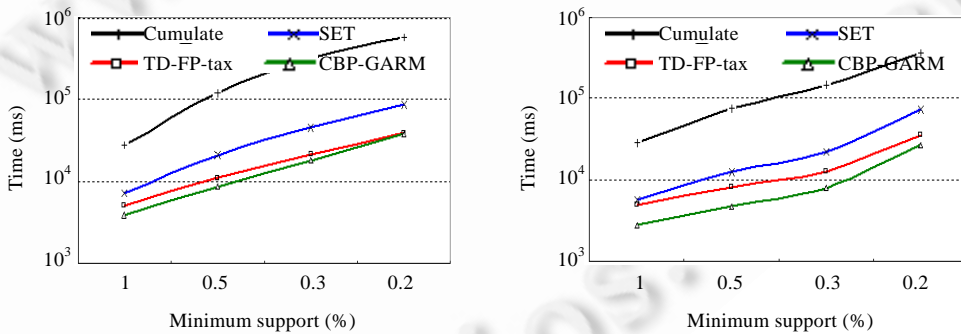 10^6
Cumulate SET
TD-FP-tax CBP-GARM
10^5
10^4
10^3
Time (ms)
1 0.5 0.3 0.2
Minimum support (%)
10^6
Cumulate SET
TD-FP-tax CBP-GARM
10^5
10^4
10^3
Time (ms)
1 0.5 0.3 0.2
Minimum support (%)